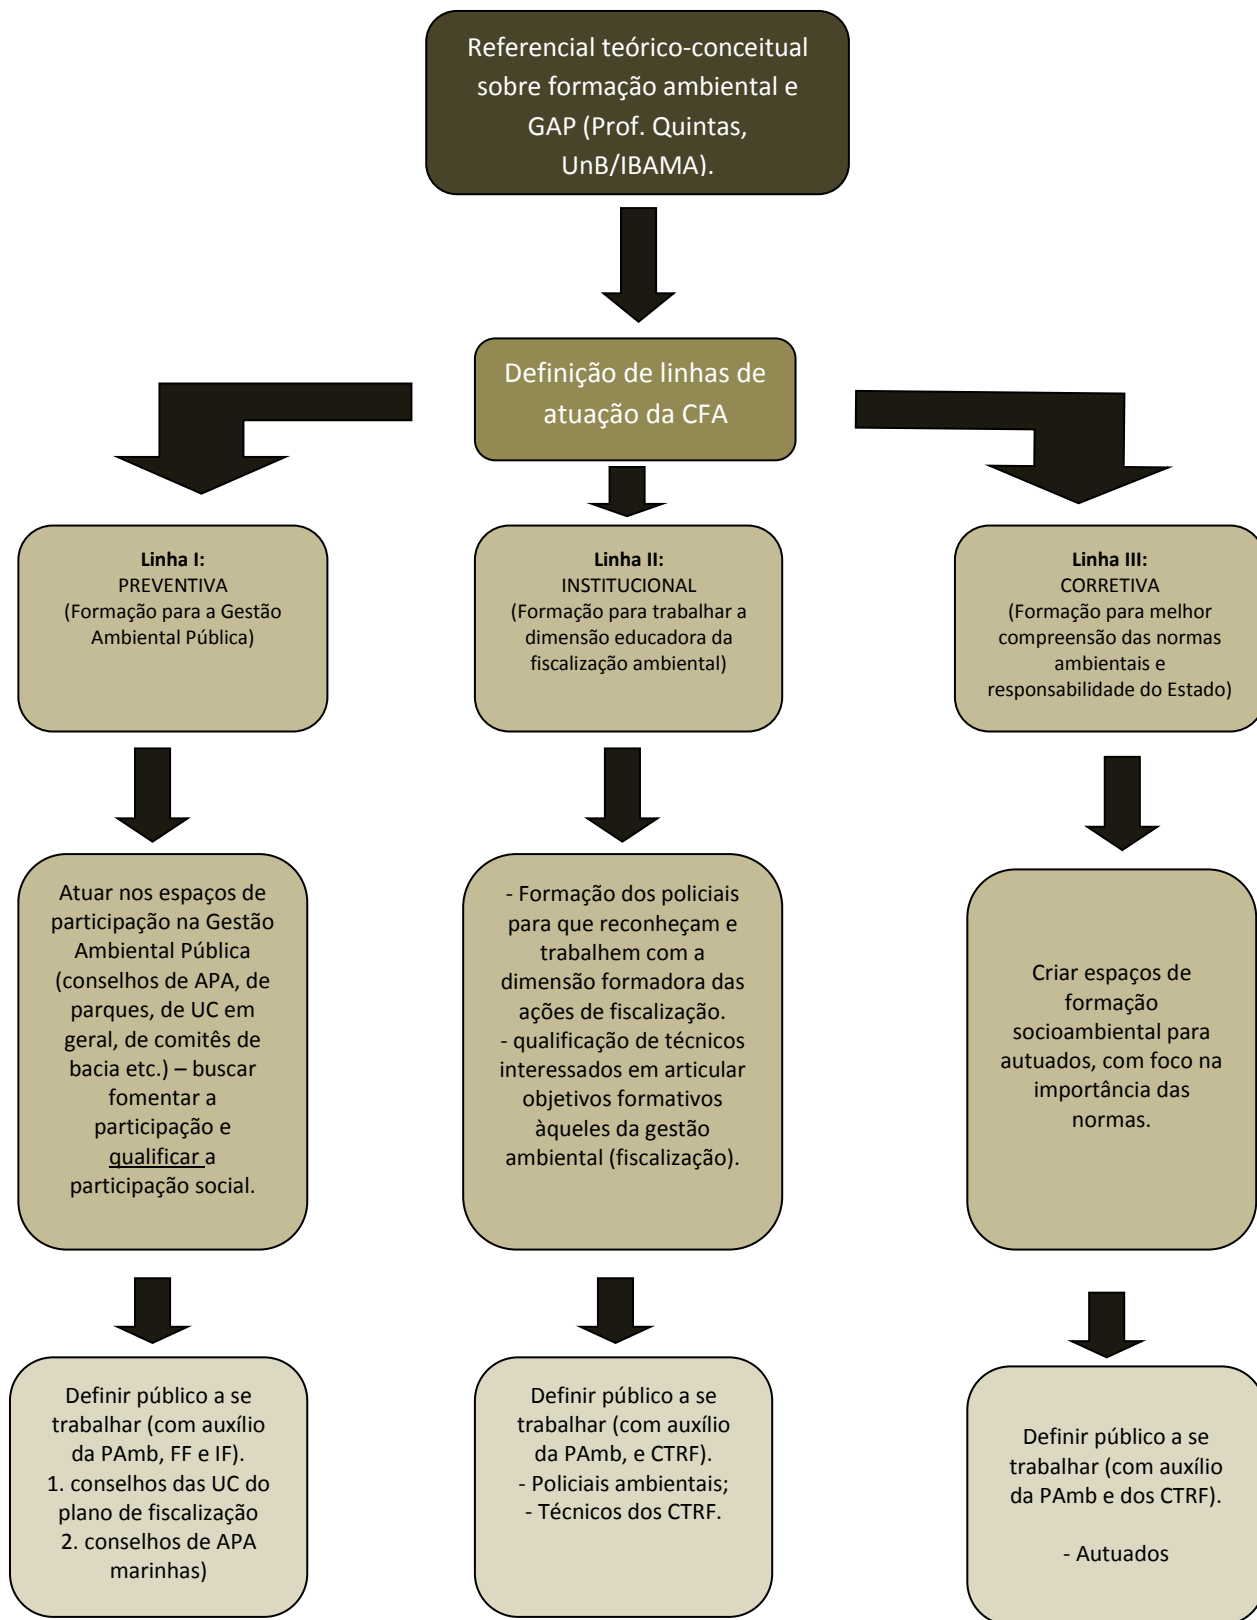 Referencial teórico-conceitual
sobre formação ambiental e
GAP (Prof. Quintas,
UnB/IBAMA).
Definição de linhas de
atuação da CFA
Linha I:
PREVENTIVA
(Formação para a Gestão
Ambiental Pública)
Linha II:
INSTITUCIONAL
(Formação para trabalhar a
dimensão educadora da
fiscalização ambiental)
Linha III:
CORRETIVA
(Formação para melhor
compreensão das normas
ambientais e
responsabilidade do Estado)
Atuar nos espaços de
participação na Gestão
Ambiental Pública
(conselhos de APA, de
parques, de UC em
geral, de comitês de
bacia etc.) – buscar
fomentar a
participação e
qualificar a
participação social.
- Formação dos policiais
para que reconheçam e
trabalhem com a
dimensão formadora das
ações de fiscalização.
- qualificação de técnicos
interessados em articular
objetivos formativos
àqueles da gestão
ambiental (fiscalização).
Criar espaços de
formação
socioambiental para
autuados, com foco na
importância das
normas.
Definir público a se
trabalhar (com auxílio
da PAmb, FF e IF).
1. conselhos das UC do
plano de fiscalização
2. conselhos de APA
marinhas)
Definir público a se
trabalhar (com auxílio
da PAmb, e CTRF).
- Policiais ambientais;
- Técnicos dos CTRF.
Definir público a se
trabalhar (com auxílio
da PAmb e dos CTRF).
- Autuados